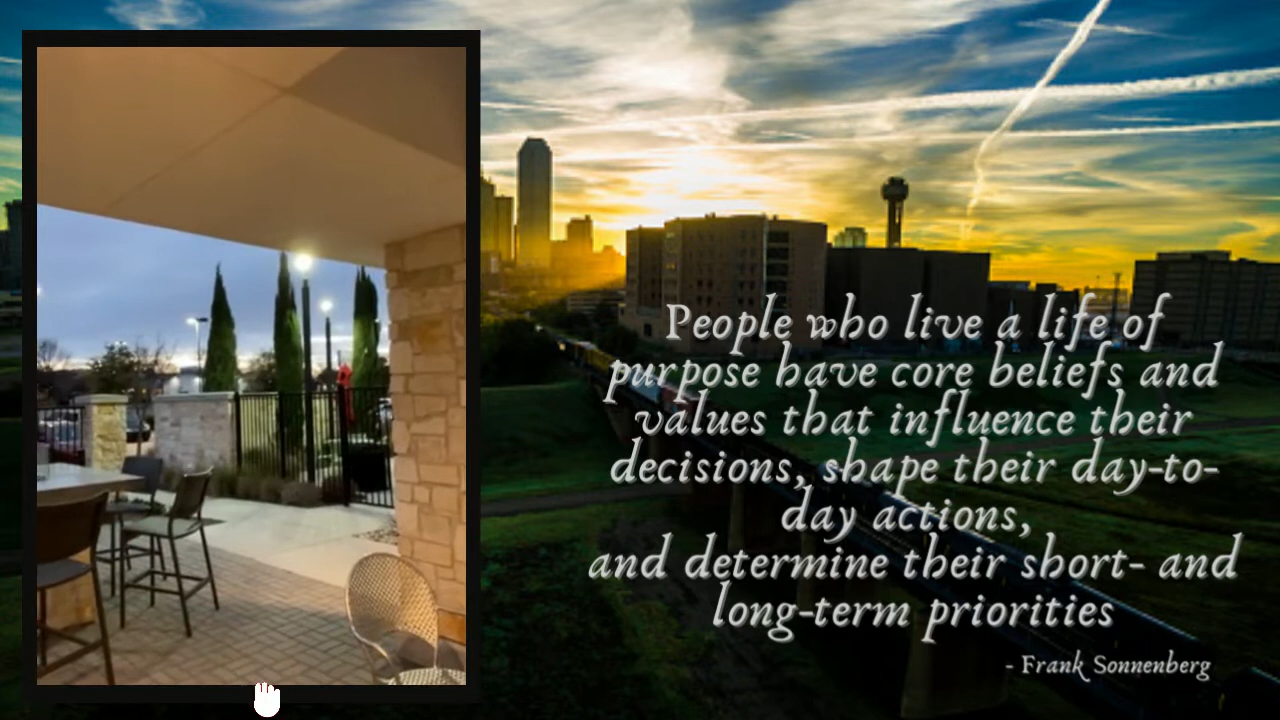 People who live a life of
purpose have core beliefs and
values that influence their
decisions, shape their day-to-
day actions,
and determine their short- and
long-term priorities
- Frank Sonnenberg